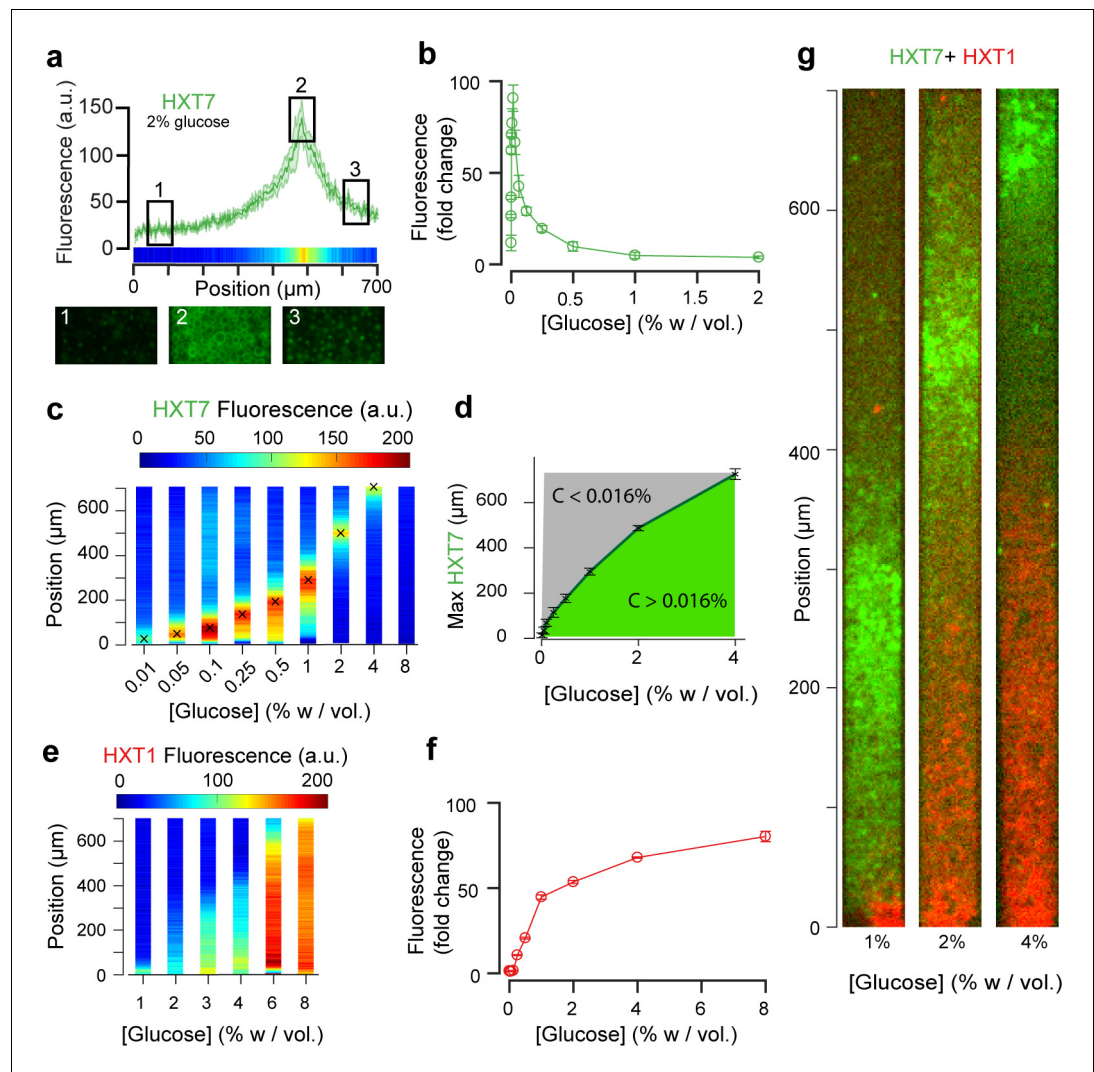 a
HXT7
2% glucose
Fluorescence (a.u.)
150
100
50
0
1
2
3
0
Position (µm)
700
1
2
3
b
Fluorescence
(fold change)
100
50
0
0
0.5
1
1.5
2
[Glucose] (% w / vol.)
c
HXT7 Fluorescence (a.u.)
0
50
100
150
200
Position (µm)
600
400
200
0
0.01
0.05
0.1
0.25
0.5
1
2
4
8
[Glucose] (% w / vol.)
d
Max HXT7 (µm)
600
400
200
0
C < 0.016%
C > 0.016%
0
2
4
[Glucose] (% w / vol.)
e
HXT1 Fluorescence (a.u.)
0
100
200
Position (µm)
600
400
200
0
1
2
3
4
6
8
[Glucose] (% w / vol.)
f
Fluorescence
(fold change)
100
50
0
0
2
4
6
8
[Glucose] (% w / vol.)
g
HXT7+ HXT1
Position (µm)
600
400
200
0
1%
2%
4%
[Glucose] (% w / vol.)